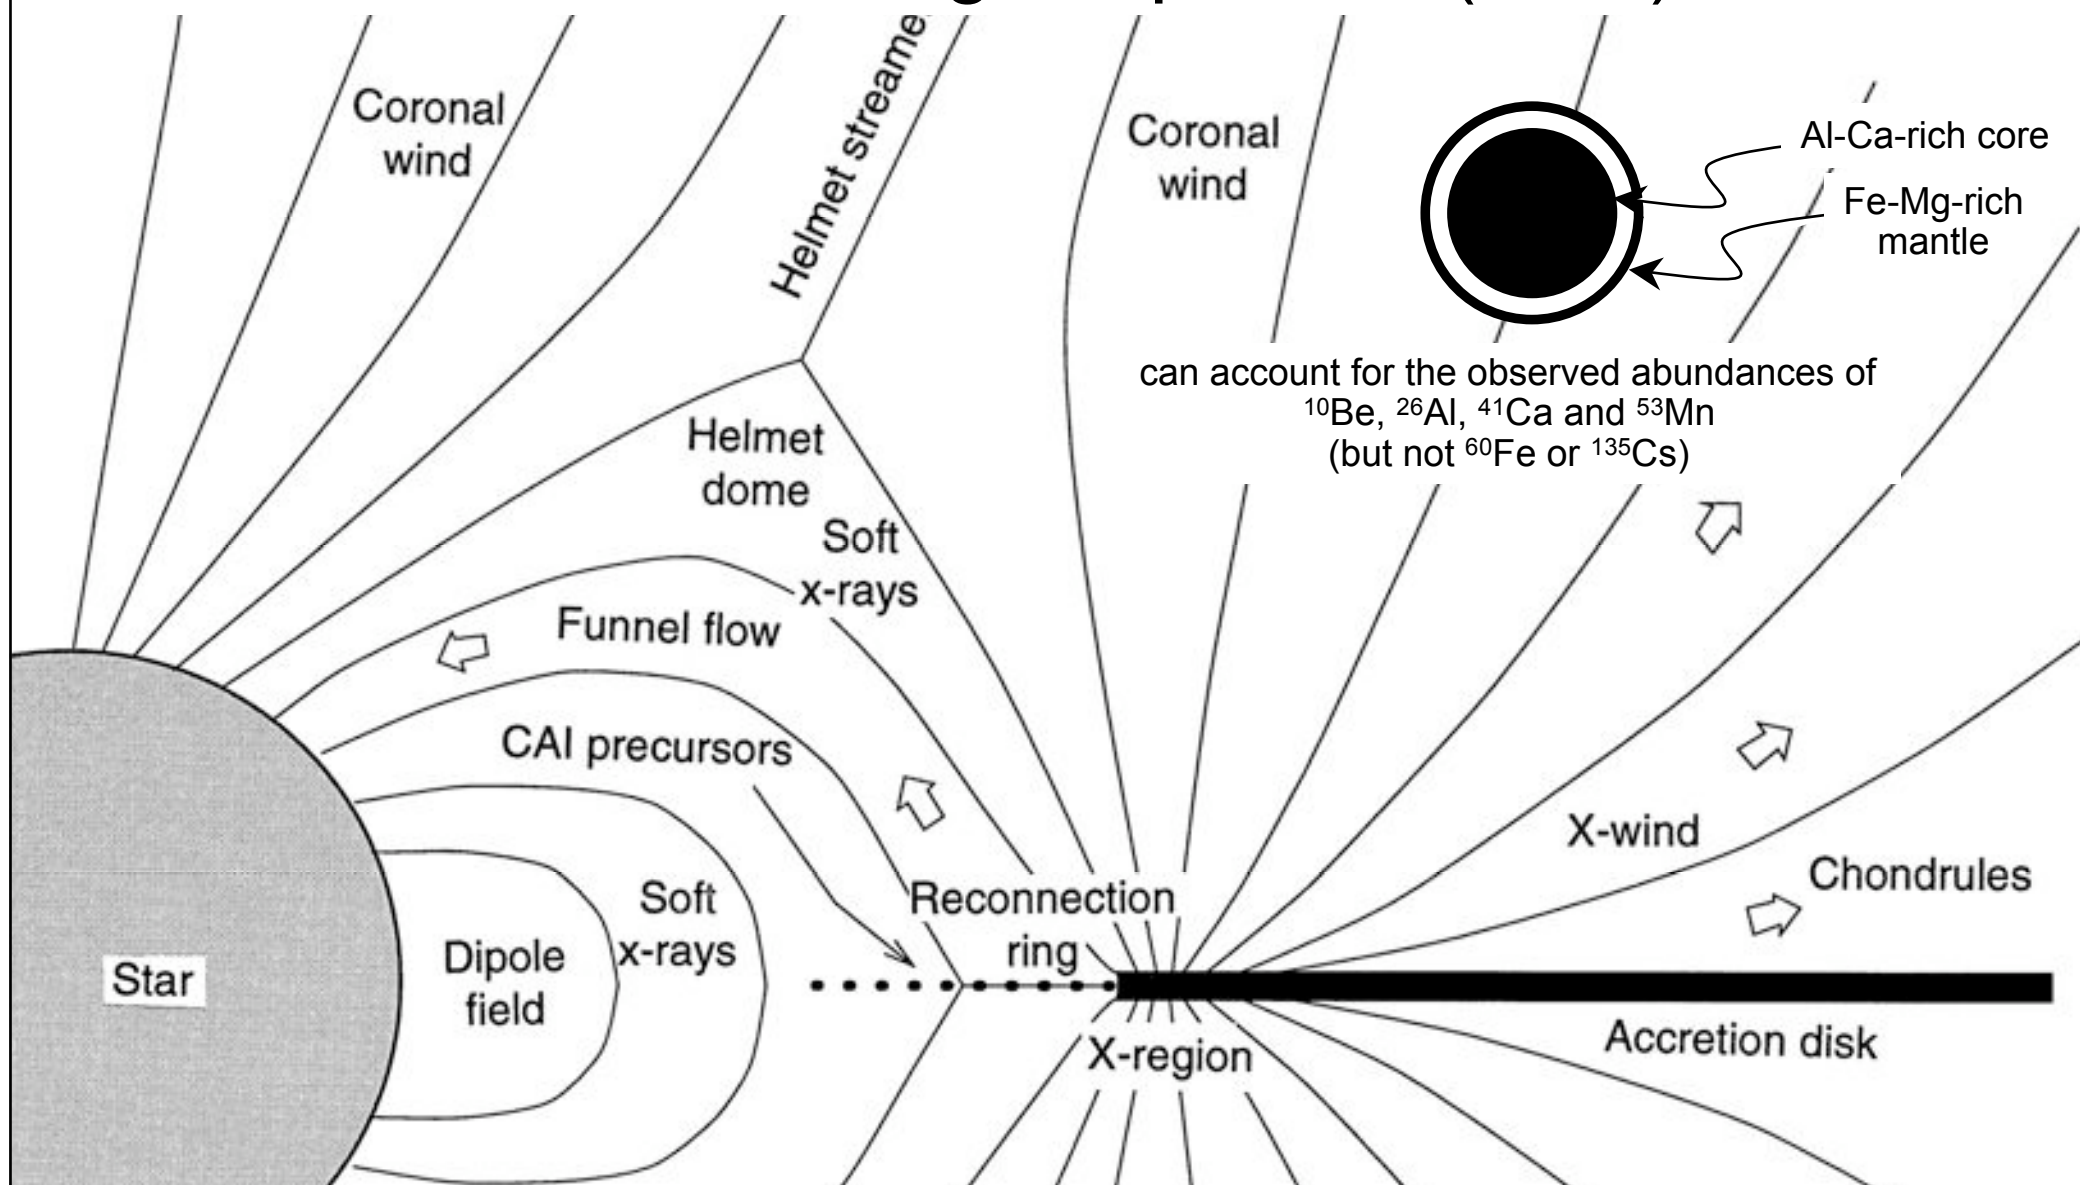 Helmet streame
Coronal
wind
Coronal
wind
Al-Ca-rich core
Fe-Mg-rich
mantle
can account for the observed abundances of
¹⁰Be, ²⁶Al, ⁴¹Ca and ⁵³Mn
(but not ⁶⁰Fe or ¹³⁵Cs)
Helmet
dome
Soft
x-rays
Funnel flow
CAI precursors
X-wind
Chondrules
Reconnection
ring
Soft
x-rays
Dipole
field
Star
X-region
Accretion disk